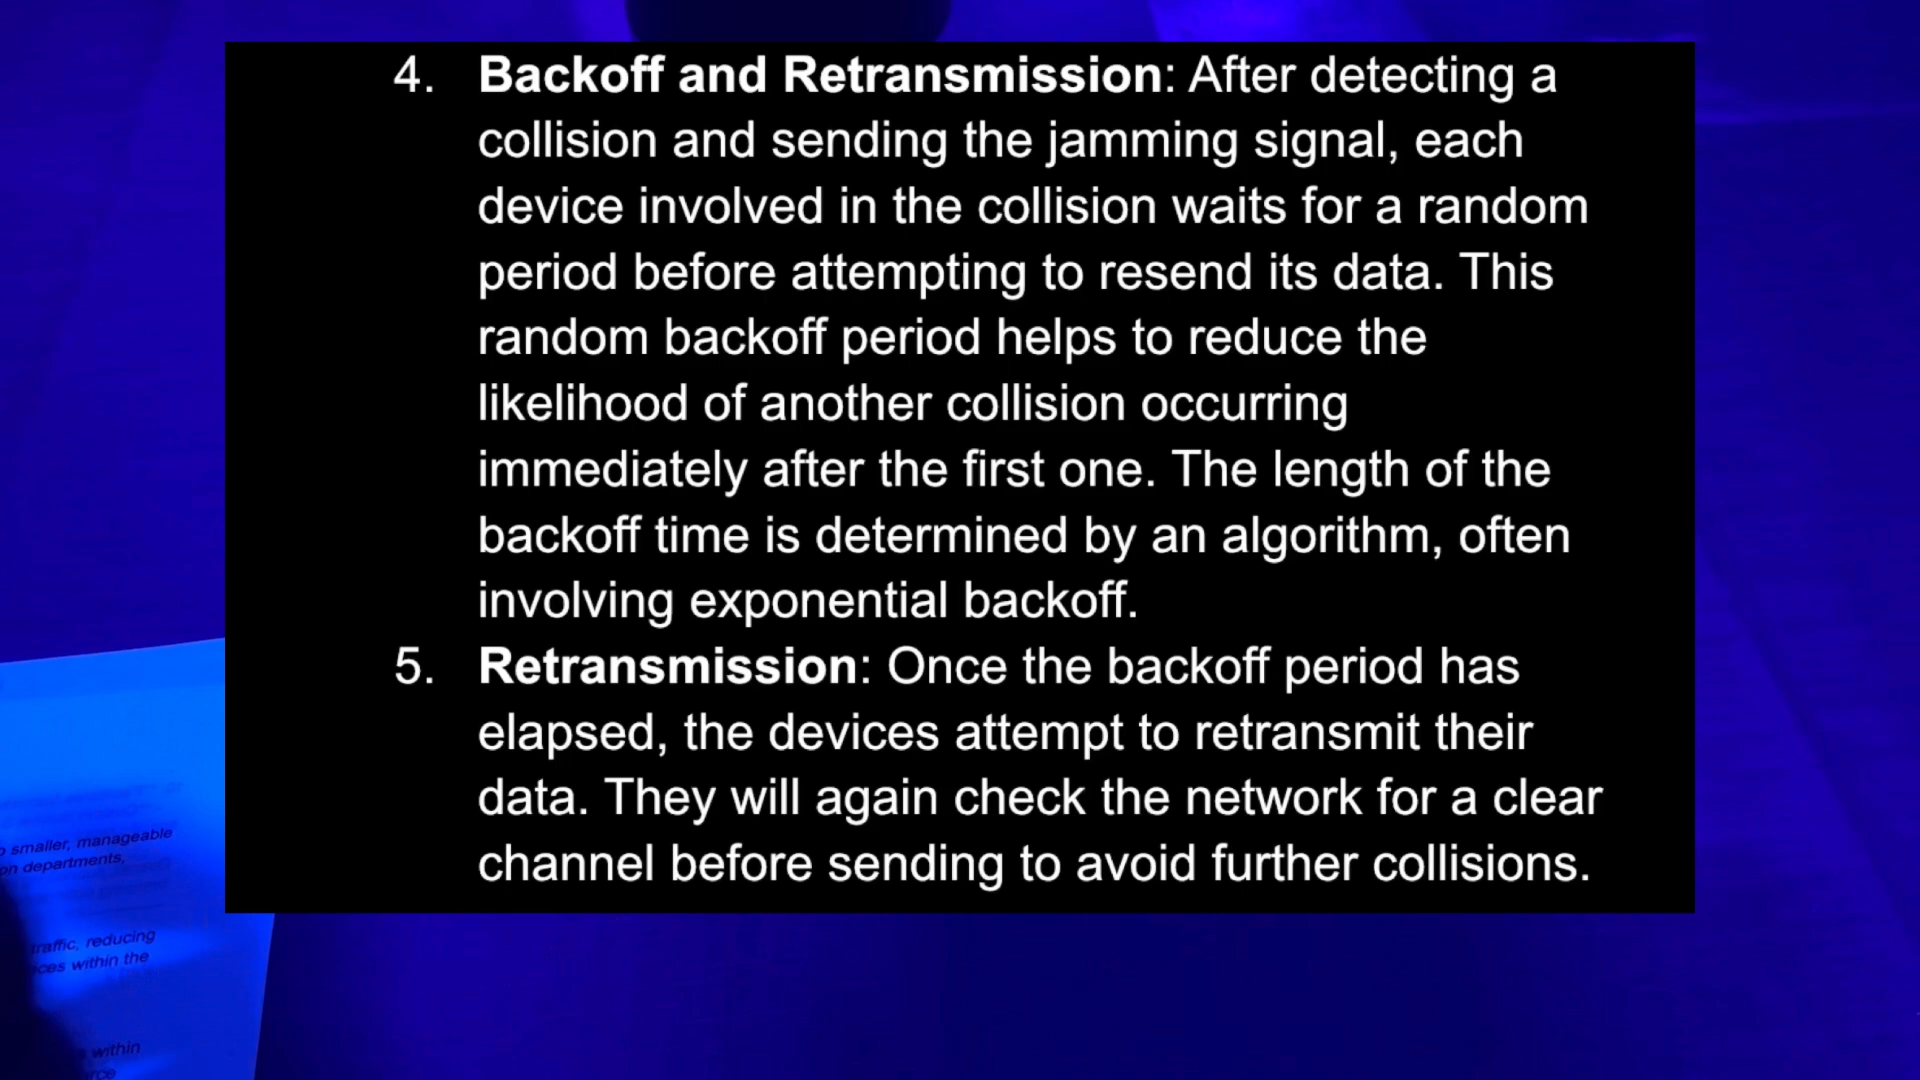 4. Backoff and Retransmission: After detecting a
collision and sending the jamming signal, each
device involved in the collision waits for a random
period before attempting to resend its data. This
random backoff period helps to reduce the
likelihood of another collision occurring
immediately after the first one. The length of the
backoff time is determined by an algorithm, often
involving exponential backoff.
5. Retransmission: Once the backoff period has
elapsed, the devices attempt to retransmit their
data. They will again check the network for a clear
channel before sending to avoid further collisions.
smaller, manageable
departments,
traffic, reducing
within the
within